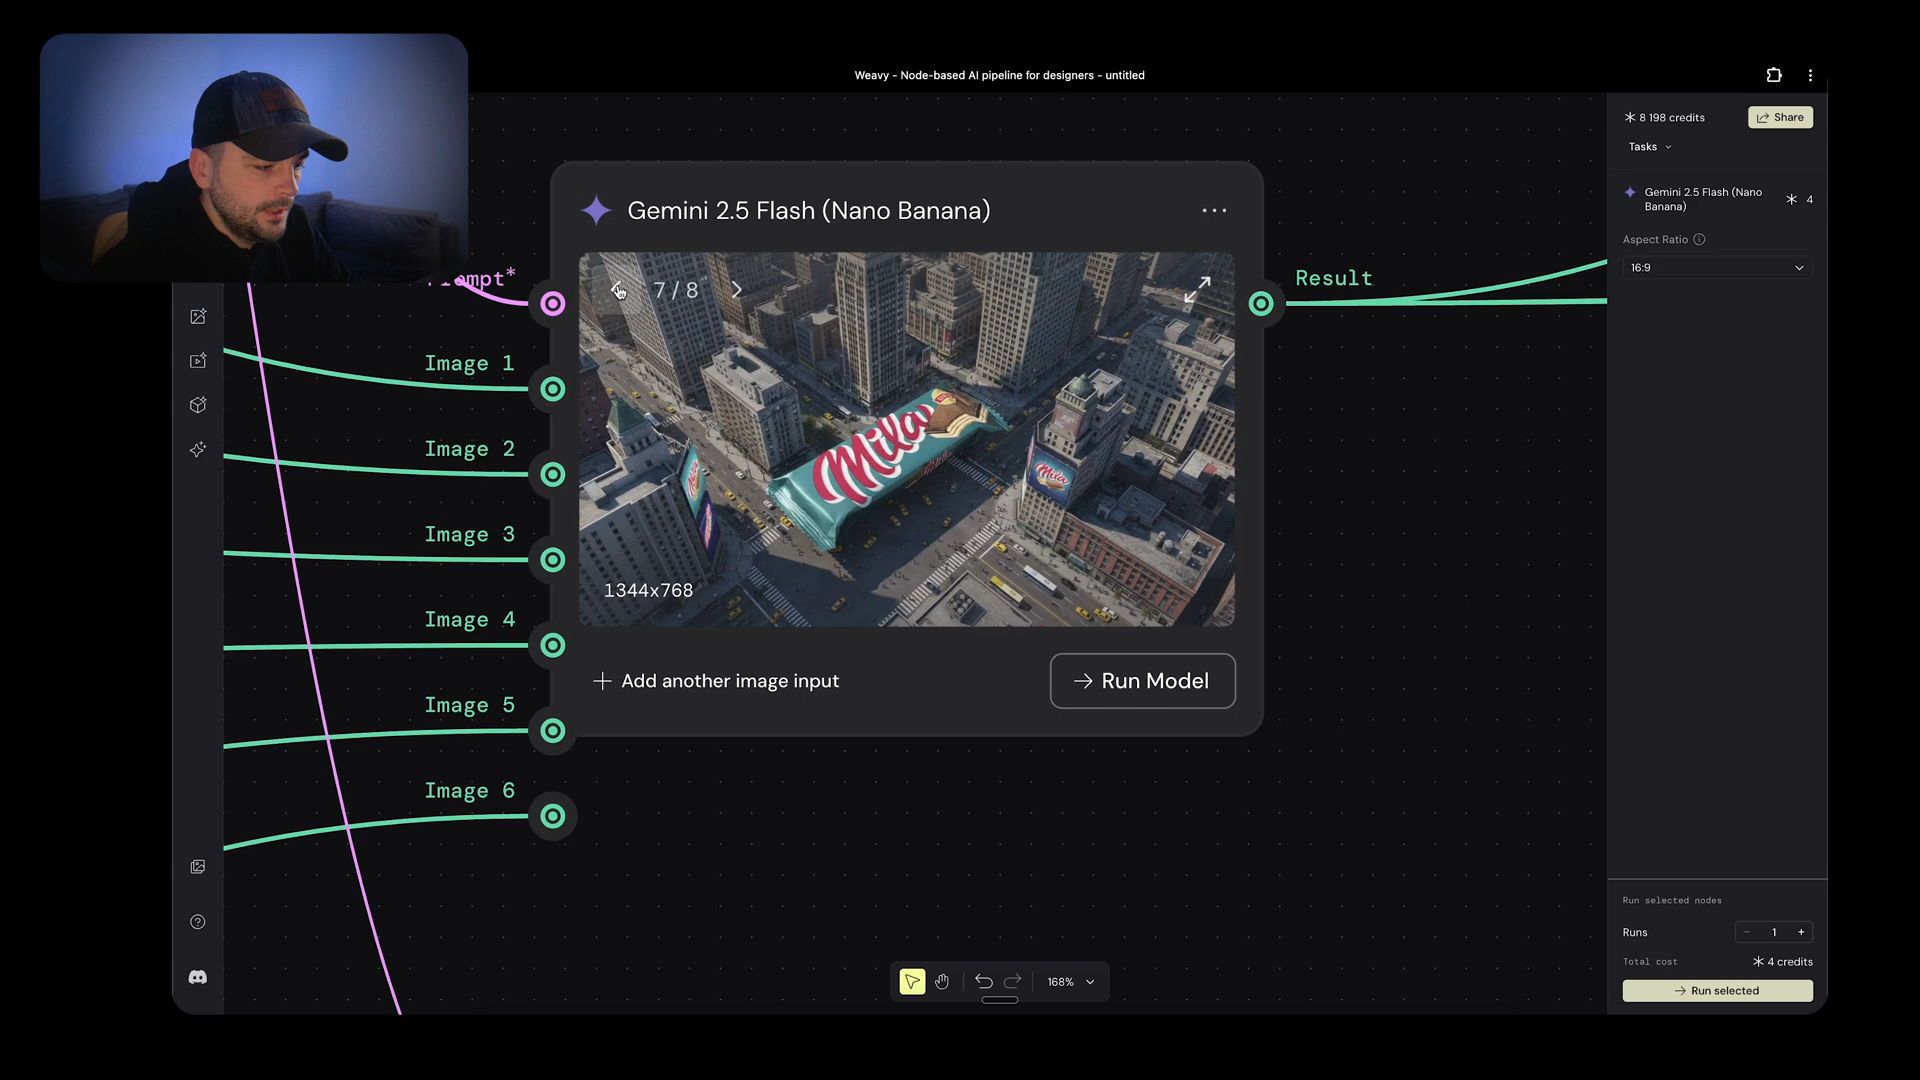 Weavy - Node-based AI pipeline for designers - untitled
8 198 credits
Share
Tasks
Gemini 2.5 Flash (Nano Banana)
Gemini 2.5 Flash (Nano
Banana)
4
Aspect Ratio
16:9
7 / 8
Result
Image 1
Image 2
Image 3
Image 4
Image 5
Image 6
Mila
Mila
1344x768
Add another image input
Run Model
Run selected nodes
Runs
1
Total cost
4 credits
Run selected
168%